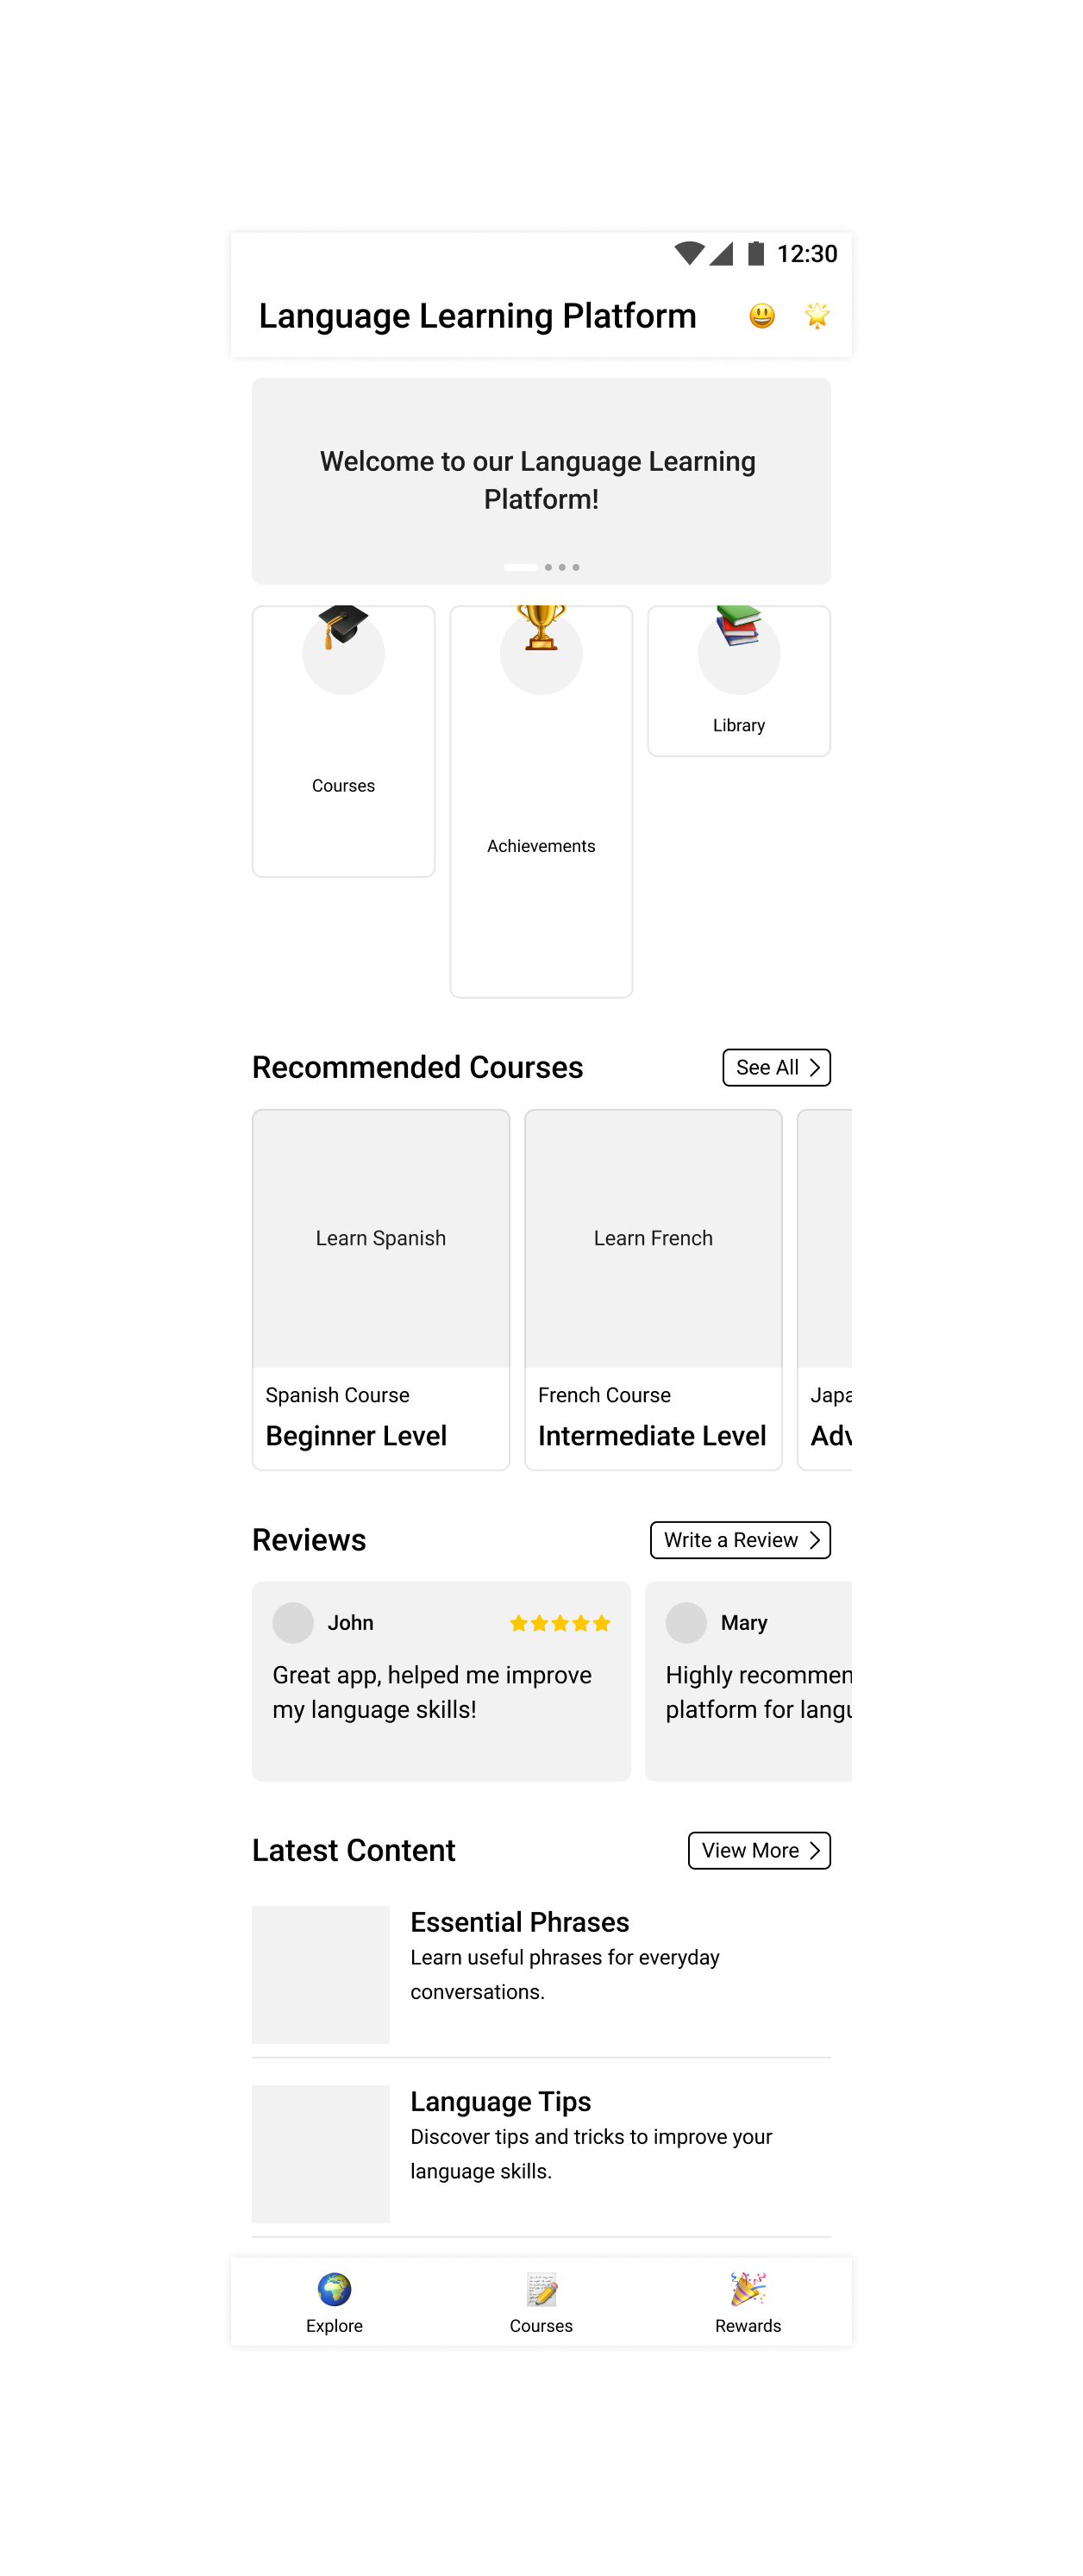 12:30
Language Learning Platform
Welcome to our Language Learning
Platform!
Courses
Achievements
Library
Recommended Courses
See All
Learn Spanish
Spanish Course
Beginner Level
Learn French
French Course
Intermediate Level
Japa
Adv
Reviews
Write a Review
John
Great app, helped me improve
my language skills!
Mary
Highly recommen
platform for langu
Latest Content
View More
Essential Phrases
Learn useful phrases for everyday
conversations.
Language Tips
Discover tips and tricks to improve your
language skills.
Explore
Courses
Rewards